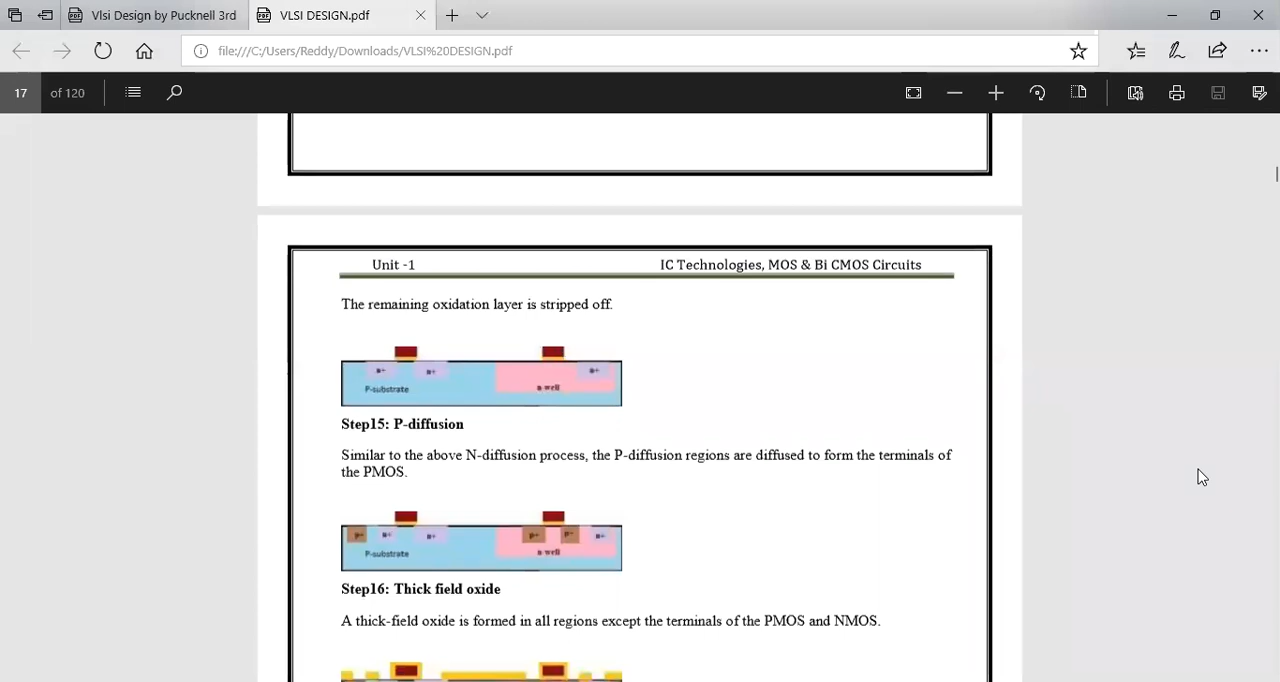 Vlsi Design by Pucknell 3rd
VLSI DESIGN.pdf
file:///C:/Users/Reddy/Downloads/VLSI%20DESIGN.pdf
17 of 120
Unit -1 IC Technologies, MOS & Bi CMOS Circuits
The remaining oxidation layer is stripped off.
n+ n+ n+
P-substrate n-well
Step15: P-diffusion
Similar to the above N-diffusion process, the P-diffusion regions are diffused to form the terminals of
the PMOS.
p+ n+ n+ p+ p+ n+
P-substrate n-well
Step16: Thick field oxide
A thick-field oxide is formed in all regions except the terminals of the PMOS and NMOS.